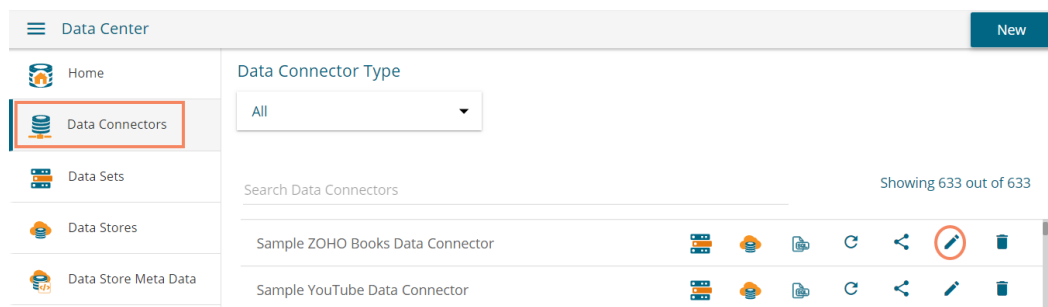 Data Center
New
Home
Data Connectors
Data Sets
Data Stores
Data Store Meta Data
Data Connector Type
All
Search Data Connectors
Showing 633 out of 633
Sample ZOHO Books Data Connector
Sample YouTube Data Connector